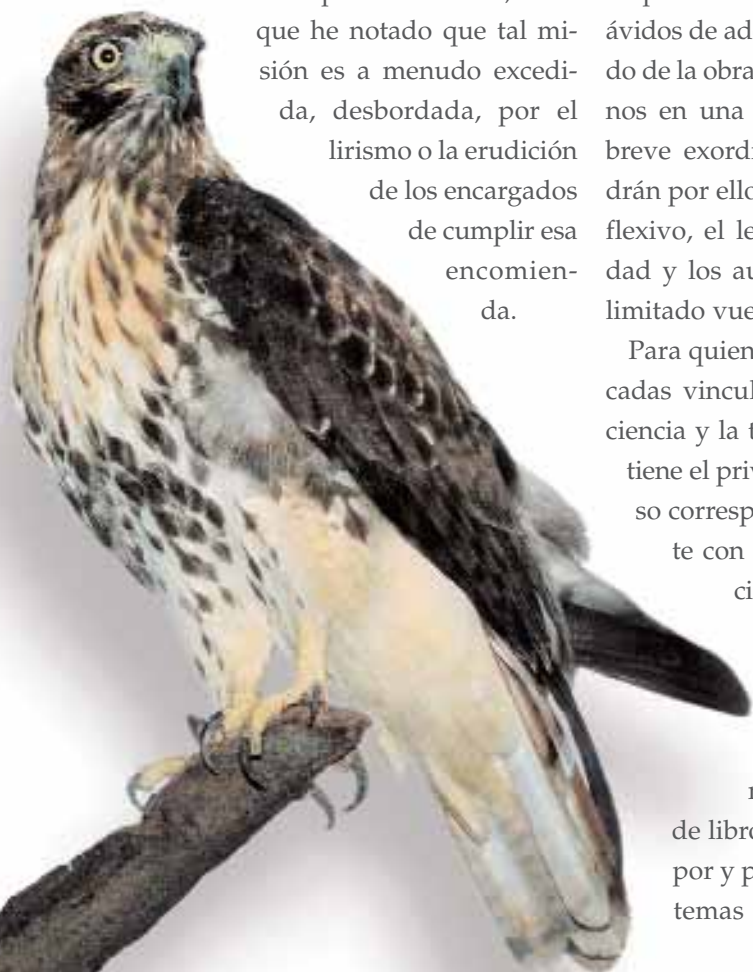 que he notado que tal mi-
sión es a menudo excedi-
da, desbordada, por el
lirismo o la erudición
de los encargados
de cumplir esa
encomien-
da.
ávidos de ad
do de la obra
nos en una
breve exord
drán por ello
flexivo, el le
dad y los au
limitado vue
Para quien
cadas vincul
ciencia y la t
tiene el priv
so corresp
te con
ci
de libro
por y p
temas